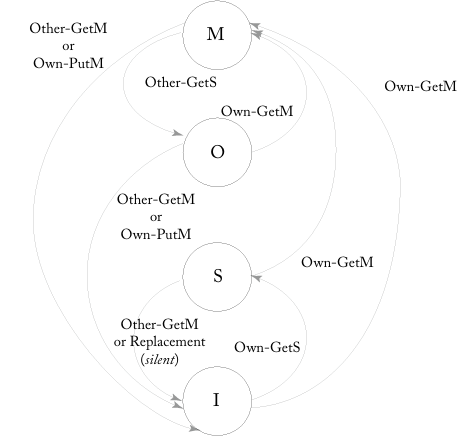 Other-GetM
or
Own-PutM
M
Other-GetS
Own-GetM
Own-GetM
O
Other-GetM
or
Own-PutM
S
Own-GetM
Other-GetM
or Replacement
(silent)
Own-GetS
I